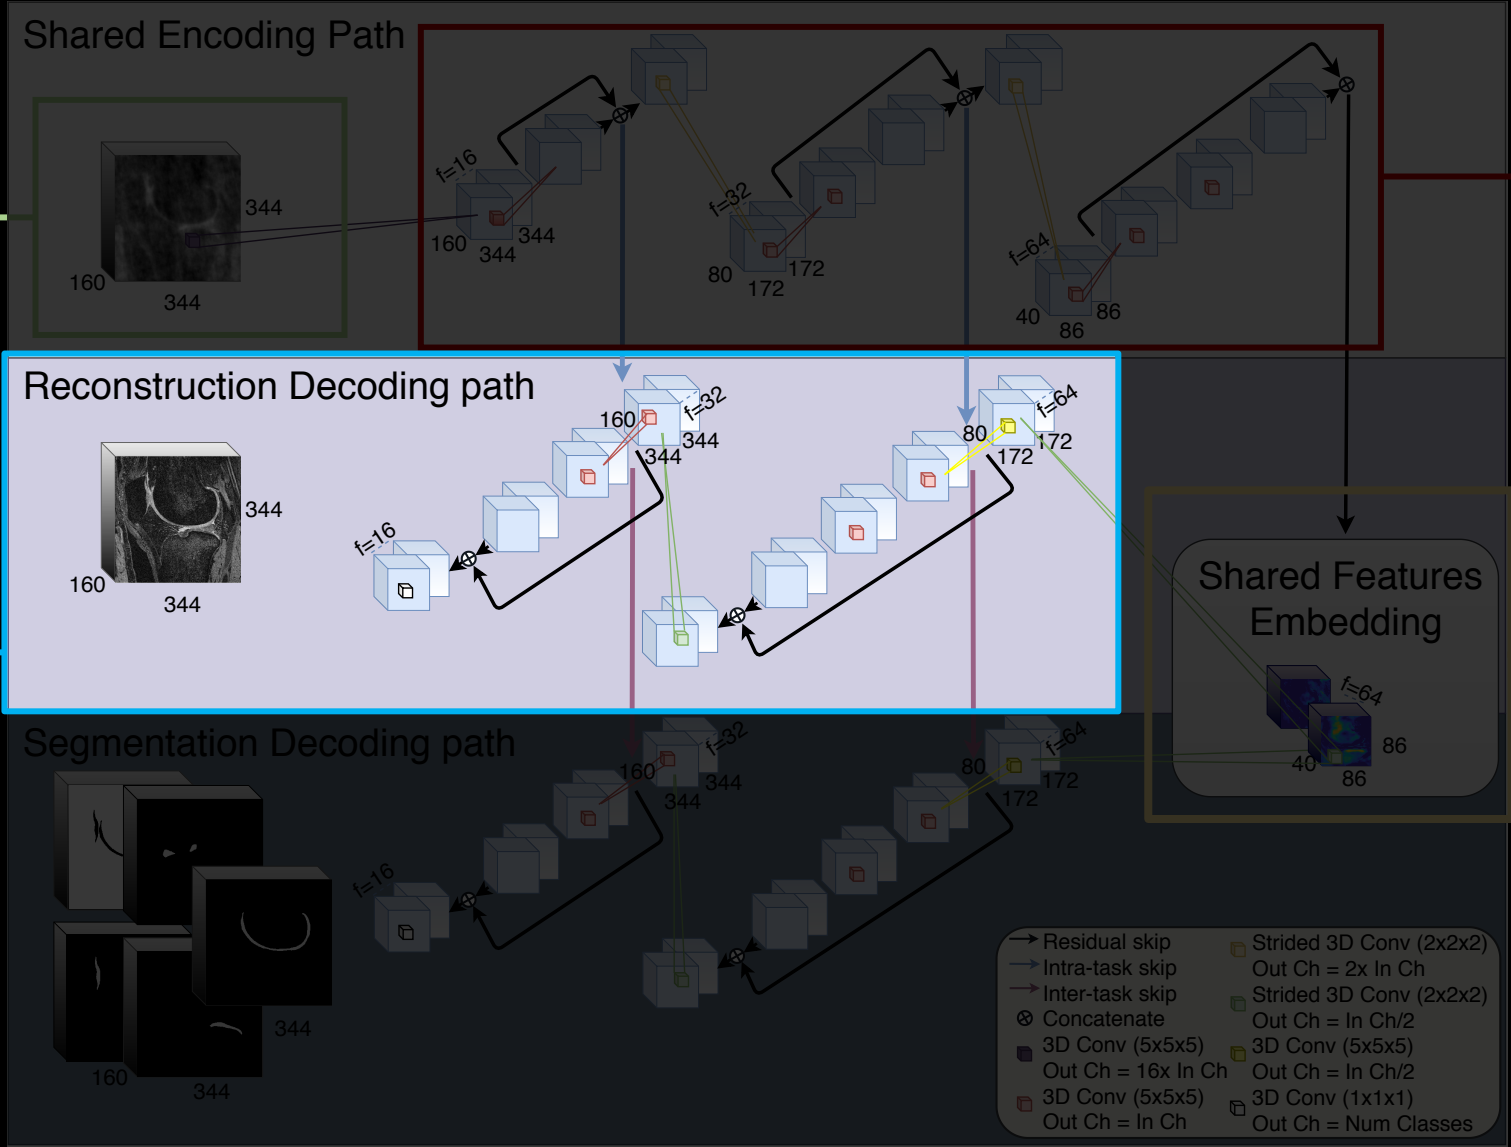 Shared Encoding Path
344
160
344
f=16
160
344
344
f=32
80
172
172
f=64
40
86
86
Reconstruction Decoding path
344
160
344
160
f=32
344
344
f=16
80
f=64
172
172
Shared Features
Embedding
f=64
86
40
86
Segmentation Decoding path
160
f=32
344
344
f=16
80
f=64
172
172
344
160
344
Residual skip
Intra-task skip
Inter-task skip
Concatenate
3D Conv (5x5x5)
Out Ch = 16x In Ch
3D Conv (5x5x5)
Out Ch = In Ch
Strided 3D Conv (2x2x2)
Out Ch = 2x In Ch
Strided 3D Conv (2x2x2)
Out Ch = In Ch/2
3D Conv (5x5x5)
Out Ch = In Ch/2
3D Conv (1x1x1)
Out Ch = Num Classes